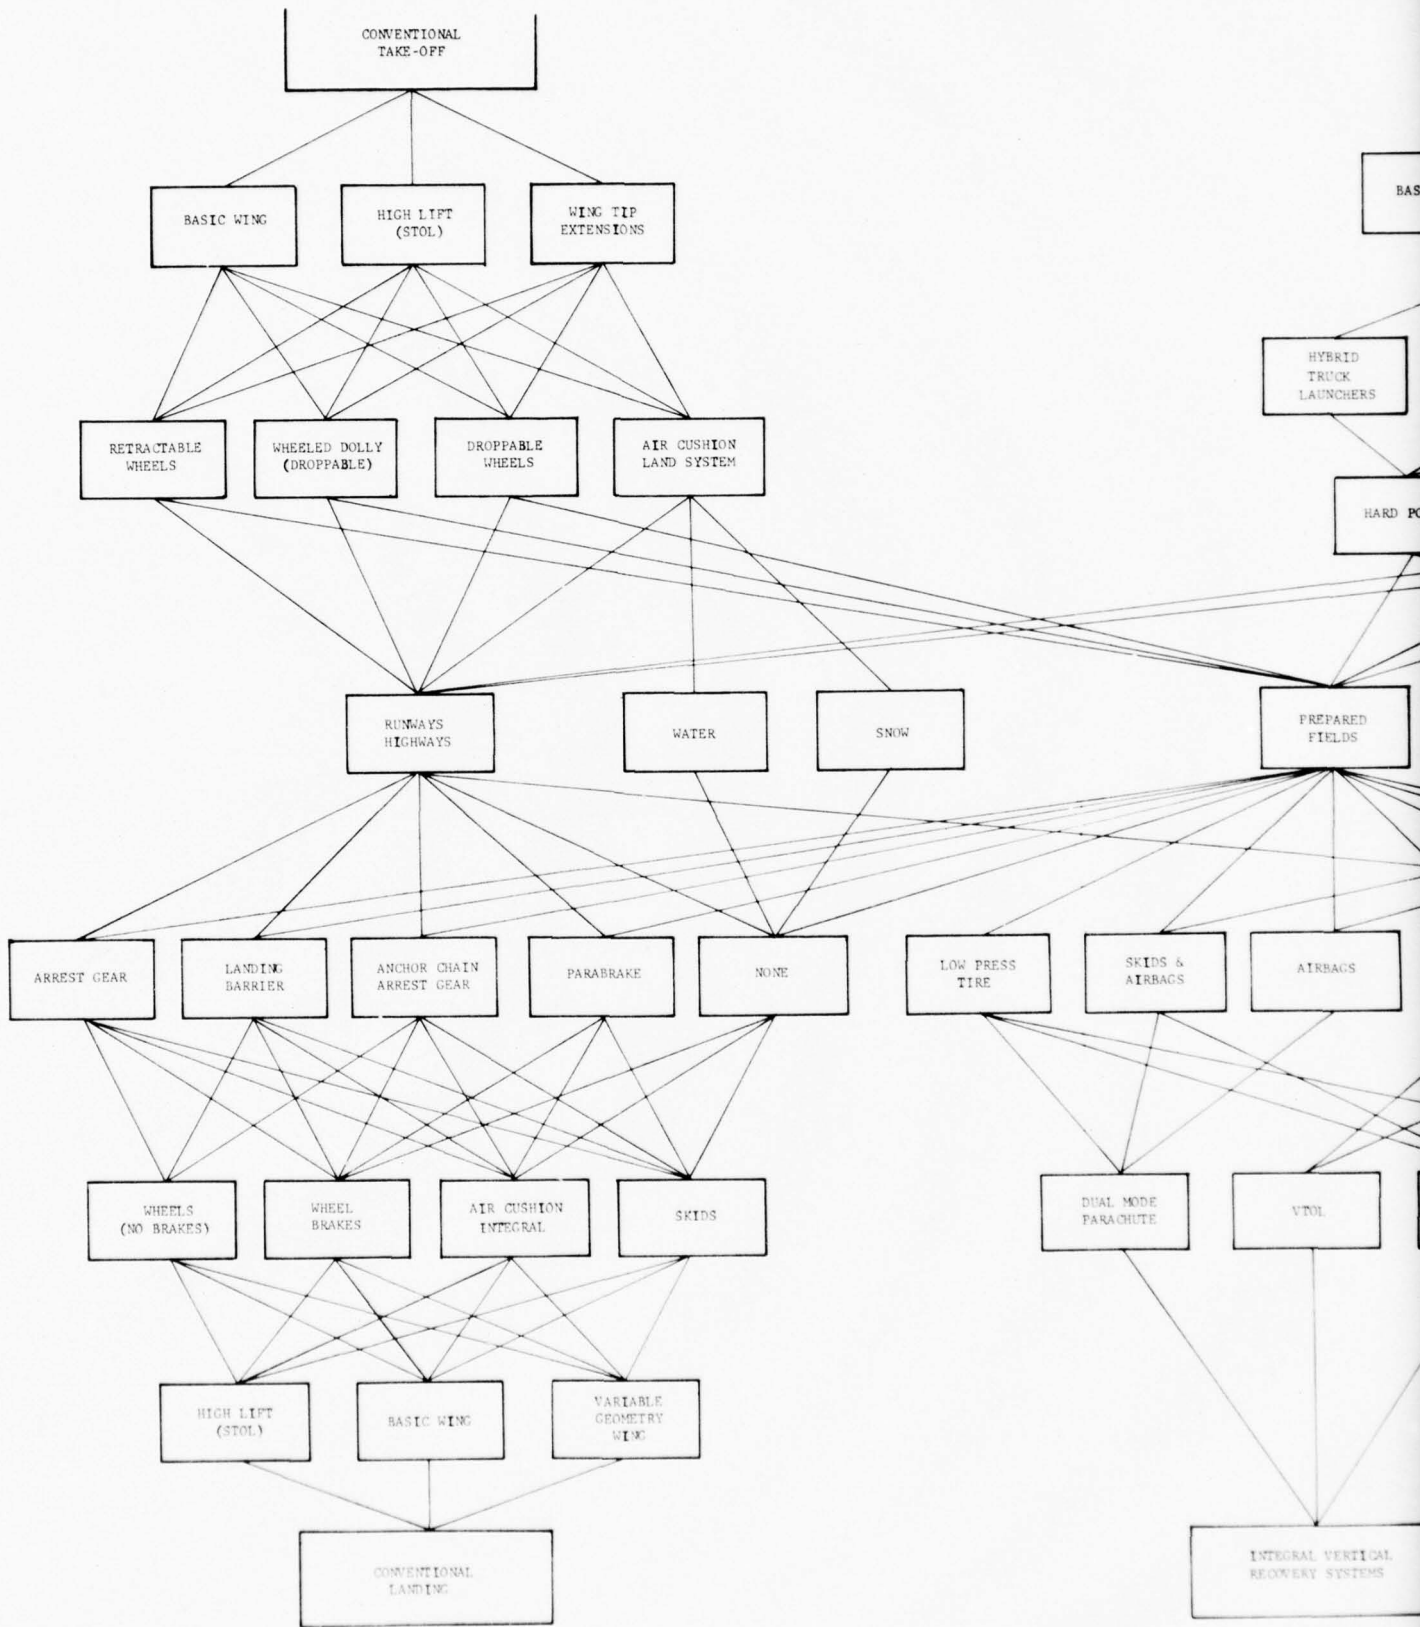 CONVENTIONAL
TAKE-OFF
BASIC WING
HIGH LIFT
(STOL)
WING TIP
EXTENSIONS
BAS
HYBRID
TRUCK
LAUNCHERS
RETRACTABLE
WHEELS
WHEELED DOLLY
(DROPPABLE)
DROPPABLE
WHEELS
AIR CUSHION
LAND SYSTEM
HARD PO
RUNWAYS
HIGHWAYS
WATER
SNOW
PREPARED
FIELDS
ARREST GEAR
LANDING
BARRIER
ANCHOR CHAIN
ARREST GEAR
PARABRAKE
NONE
LOW PRESS
TIRE
SKIDS &
AIRBAGS
AIRBAGS
WHEELS
(NO BRAKES)
WHEEL
BRAKES
AIR CUSHION
INTEGRAL
SKIDS
DUAL MODE
PARACHUTE
VTOL
HIGH LIFT
(STOL)
BASIC WING
VARIABLE
GEOMETRY
WING
CONVENTIONAL
LANDING
INTEGRAL VERTICAL
RECOVERY SYSTEMS